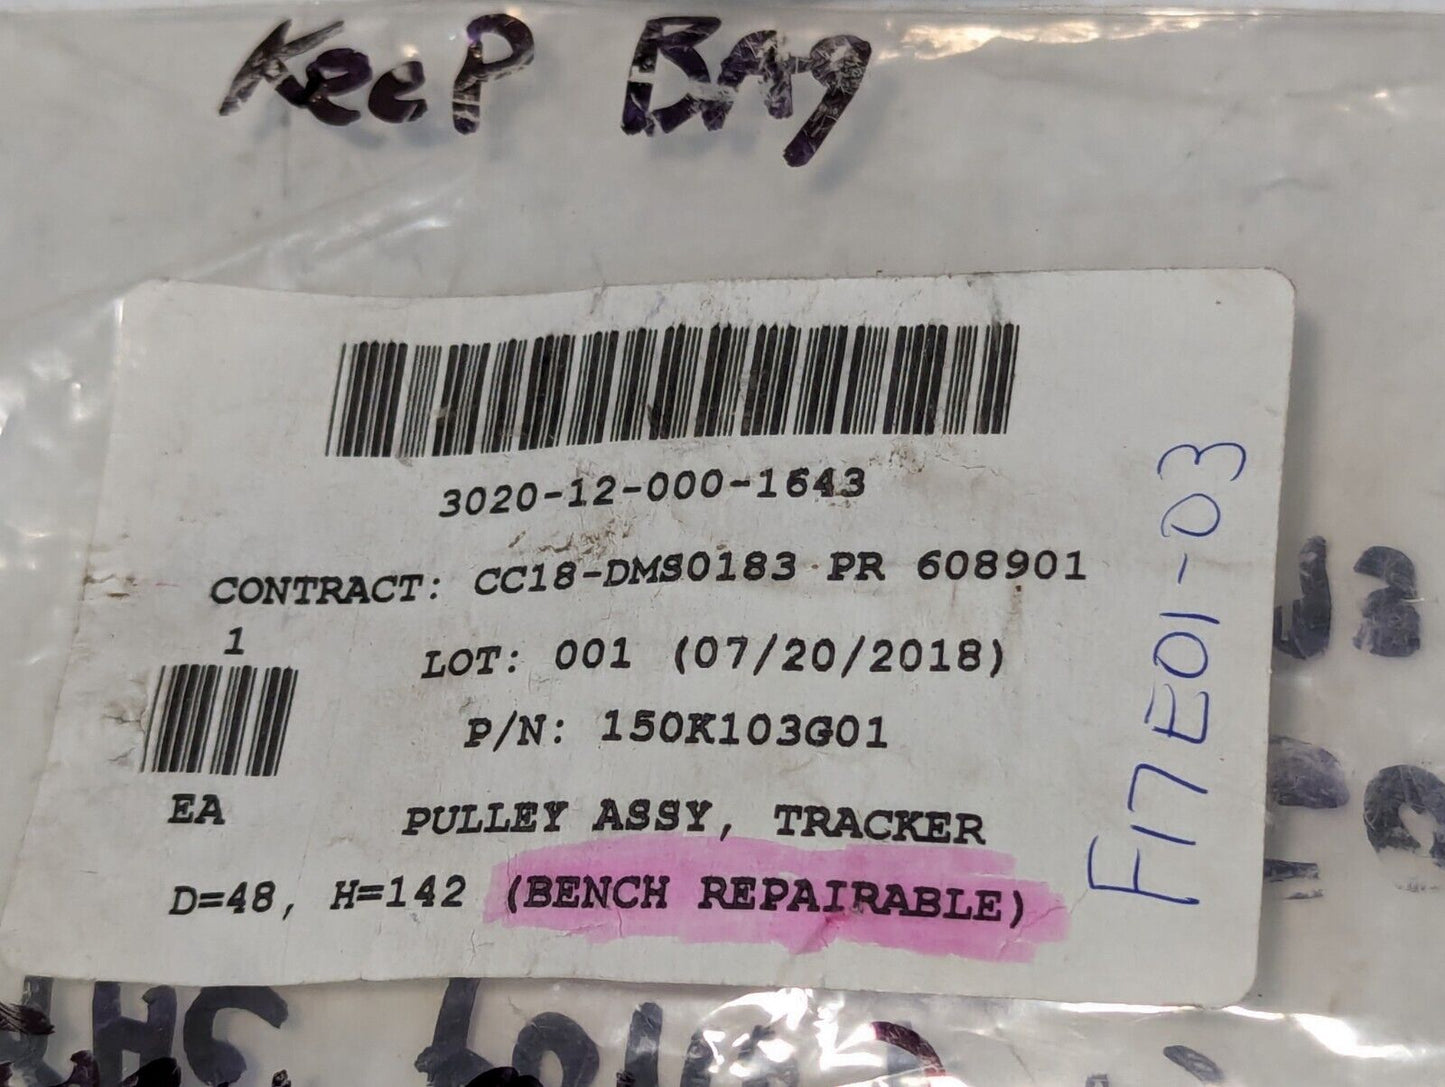 KeeP BAg
3020-12-000-1643
CONTRACT: CC18-DMS0183 PR 608901
1
LOT: 001 (07/20/2018)
P/N: 150K103G01
EA
PULLEY ASSY, TRACKER
D=48, H=142 (BENCH REPAIRABLE)
F17E01-03